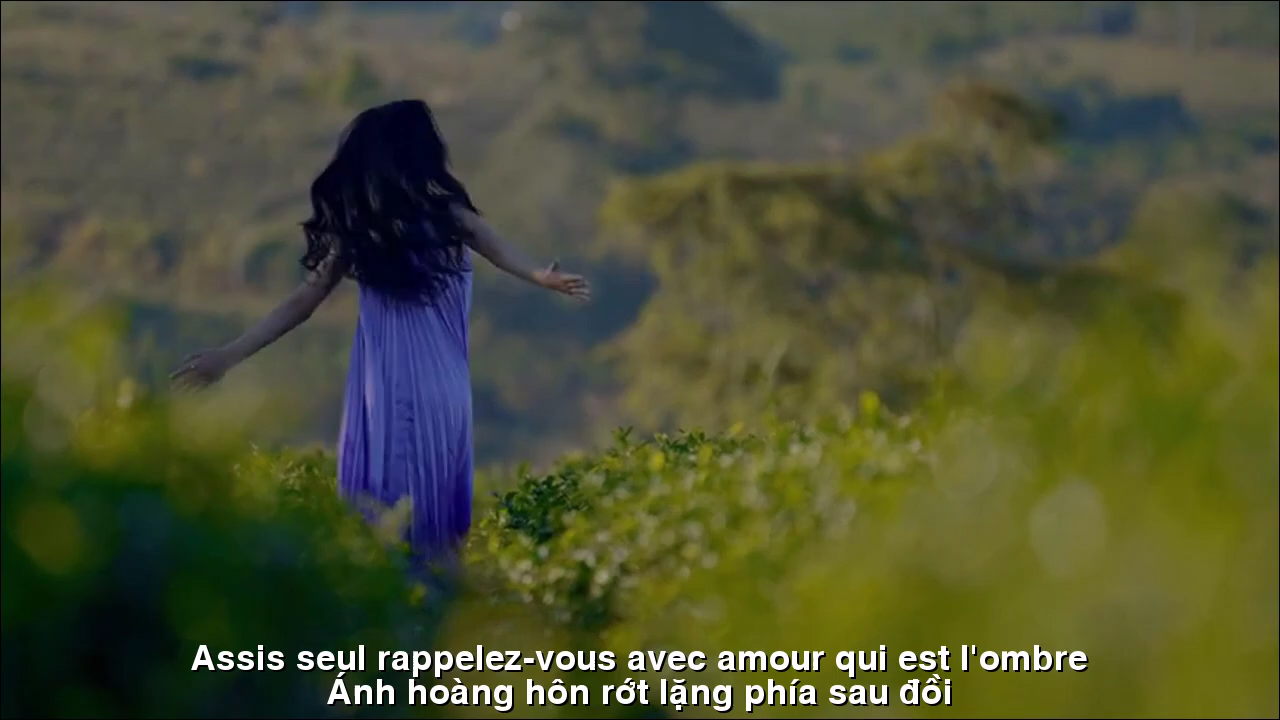 Assis seul rappelez-vous avec amour qui est l'ombre
Ánh hoàng hôn rớt lặng phía sau đồi